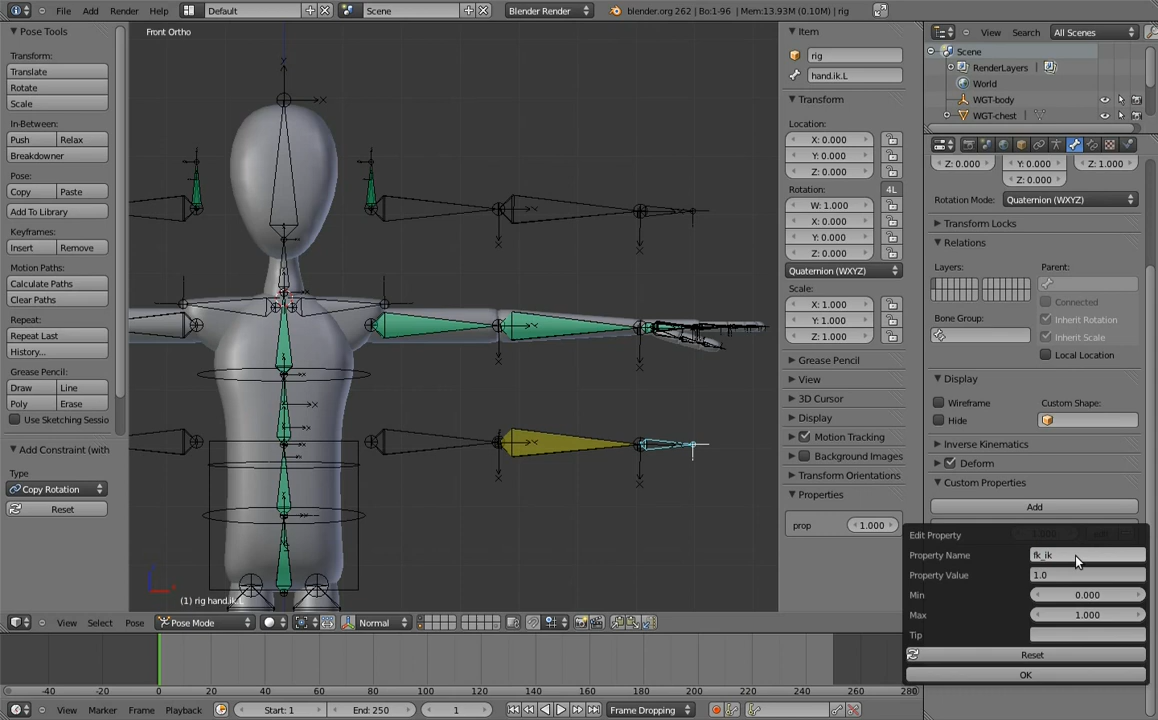 File Add Render Help Default Scene Blender Render blender.org 262 | Bo:1-96 | Mem:13.93M (0.10M) | rig
Pose Tools
Transform:
Translate
Rotate
Scale
In-Between:
Push Relax
Breakdowner
Pose:
Copy Paste
Add To Library
Keyframes:
Insert Remove
Motion Paths:
Calculate Paths
Clear Paths
Repeat:
Repeat Last
History...
Grease Pencil:
Draw Line
Poly Erase
Use Sketching Sessio
Add Constraint (with
Type
Copy Rotation
Reset
Front Ortho
(1) rig hand.ik.L
Item
rig
hand.ik.L
Transform
Location:
X: 0.000
Y: 0.000
Z: 0.000
Rotation: 4L
W: 1.000
X: 0.000
Y: 0.000
Z: 0.000
Quaternion (WXYZ)
Scale:
X: 1.000
Y: 1.000
Z: 1.000
Grease Pencil
View
3D Cursor
Display
Motion Tracking
Background Images
Transform Orientations
Properties
prop 1.000
View Search All Scenes
Scene
RenderLayers |
World
WGT-body
WGT-chest
Z: 0.000 Y: 0.000 Z: 1.000
Z: 0.000
Rotation Mode: Quaternion (WXYZ)
Transform Locks
Relations
Layers: Parent:
Connected
Bone Group: Inherit Rotation
Inherit Scale
Local Location
Display
Wireframe Custom Shape:
Hide
Inverse Kinematics
Deform
Custom Properties
Add
Edit Property
Property Name fk_ik
Property Value 1.0
Min 0.000
Max 1.000
Tip
Reset
OK
View Select Pose Pose Mode Normal
-40 -20 0 20 40 60 80 100 120 140 160 180 200 220 240 260 280
View Marker Frame Playback Start: 1 End: 250 1 Frame Dropping